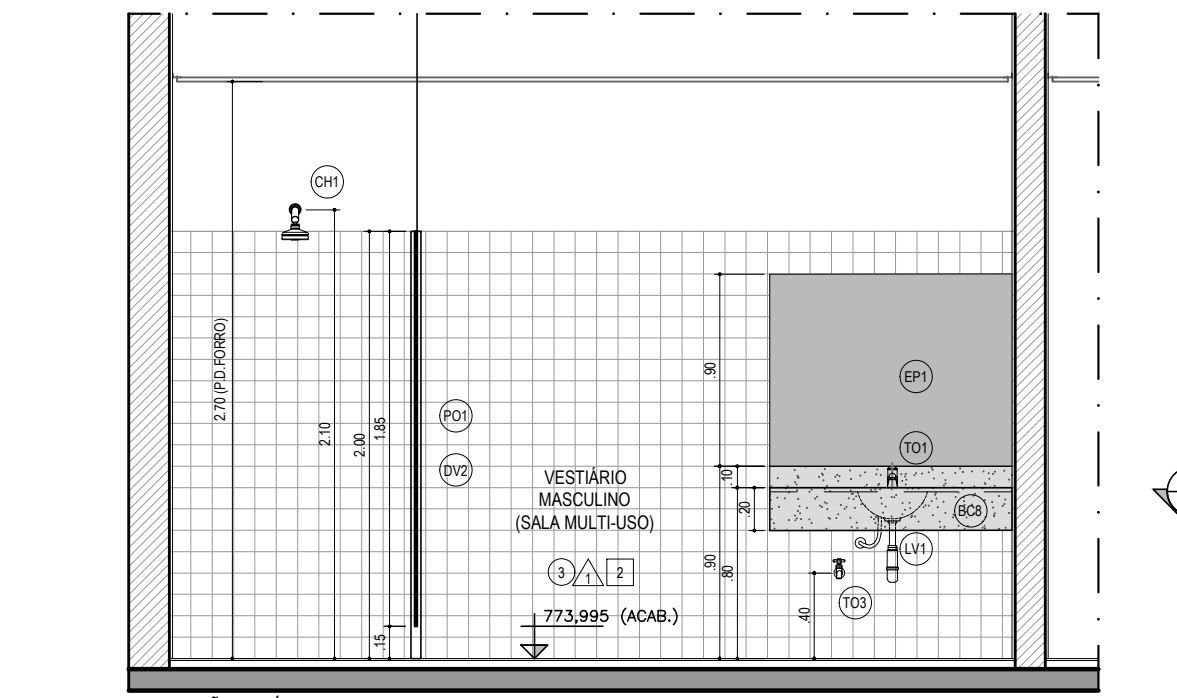 CH1
2.70 (P.D.FORRO)
2.10
2.00
1.85
.15
PO1
DV2
VESTIÁRIO
MASCULINO
(SALA MULTI-USO)
3 1 2
773,995 (ACAB.)
.90
.10
.20
.90
.80
.40
EP1
TO1
BC8
LV1
TO3